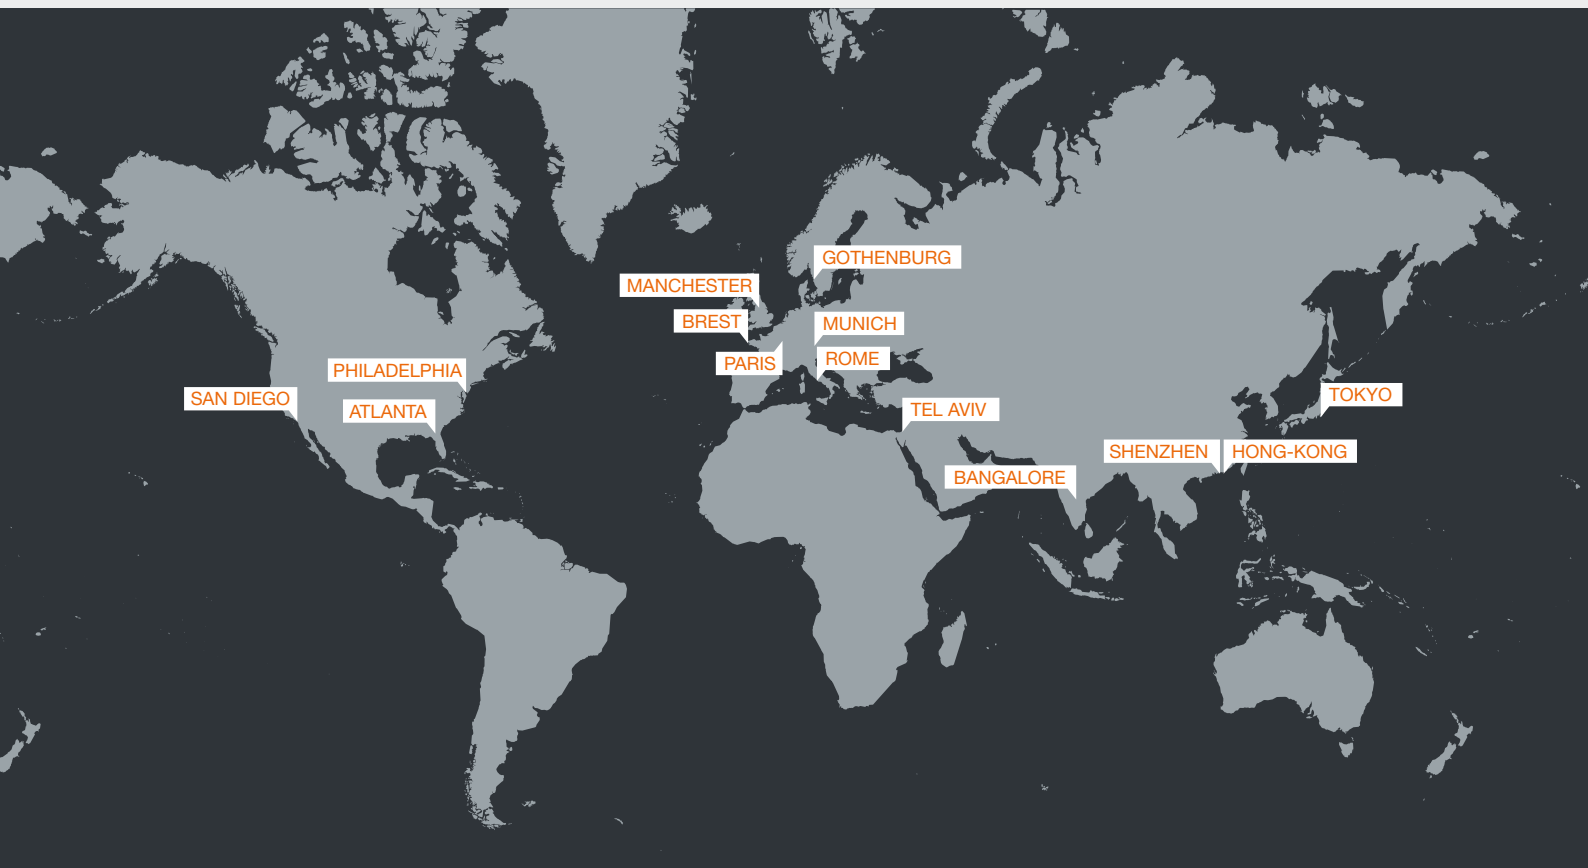 GOTHENBURG
MANCHESTER
BREST
MUNICH
PARIS
ROME
PHILADELPHIA
SAN DIEGO
ATLANTA
TOKYO
TEL AVIV
SHENZHEN
HONG-KONG
BANGALORE